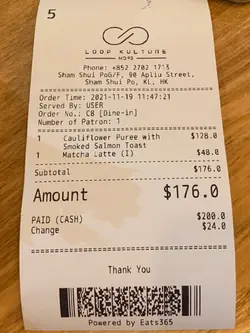 5
LOOP KULTURE
Phone: +852 2702 1713
Sham Shui PoG/F, 90 Apliu Street,
Sham Shui Po, KL, HK
Order Time: 2021-11-19 11:47:21
Served By: USER
Order No.: C8 [Dine-in]
Number of Patron: 1
1 Cauliflower Puree with $128.0
Smoked Salmon Toast
1 Matcha Latte (I) $48.0
Subtotal $176.0
Amount $176.0
PAID (CASH) $200.0
Change $24.0
Thank You
Powered by Eats365